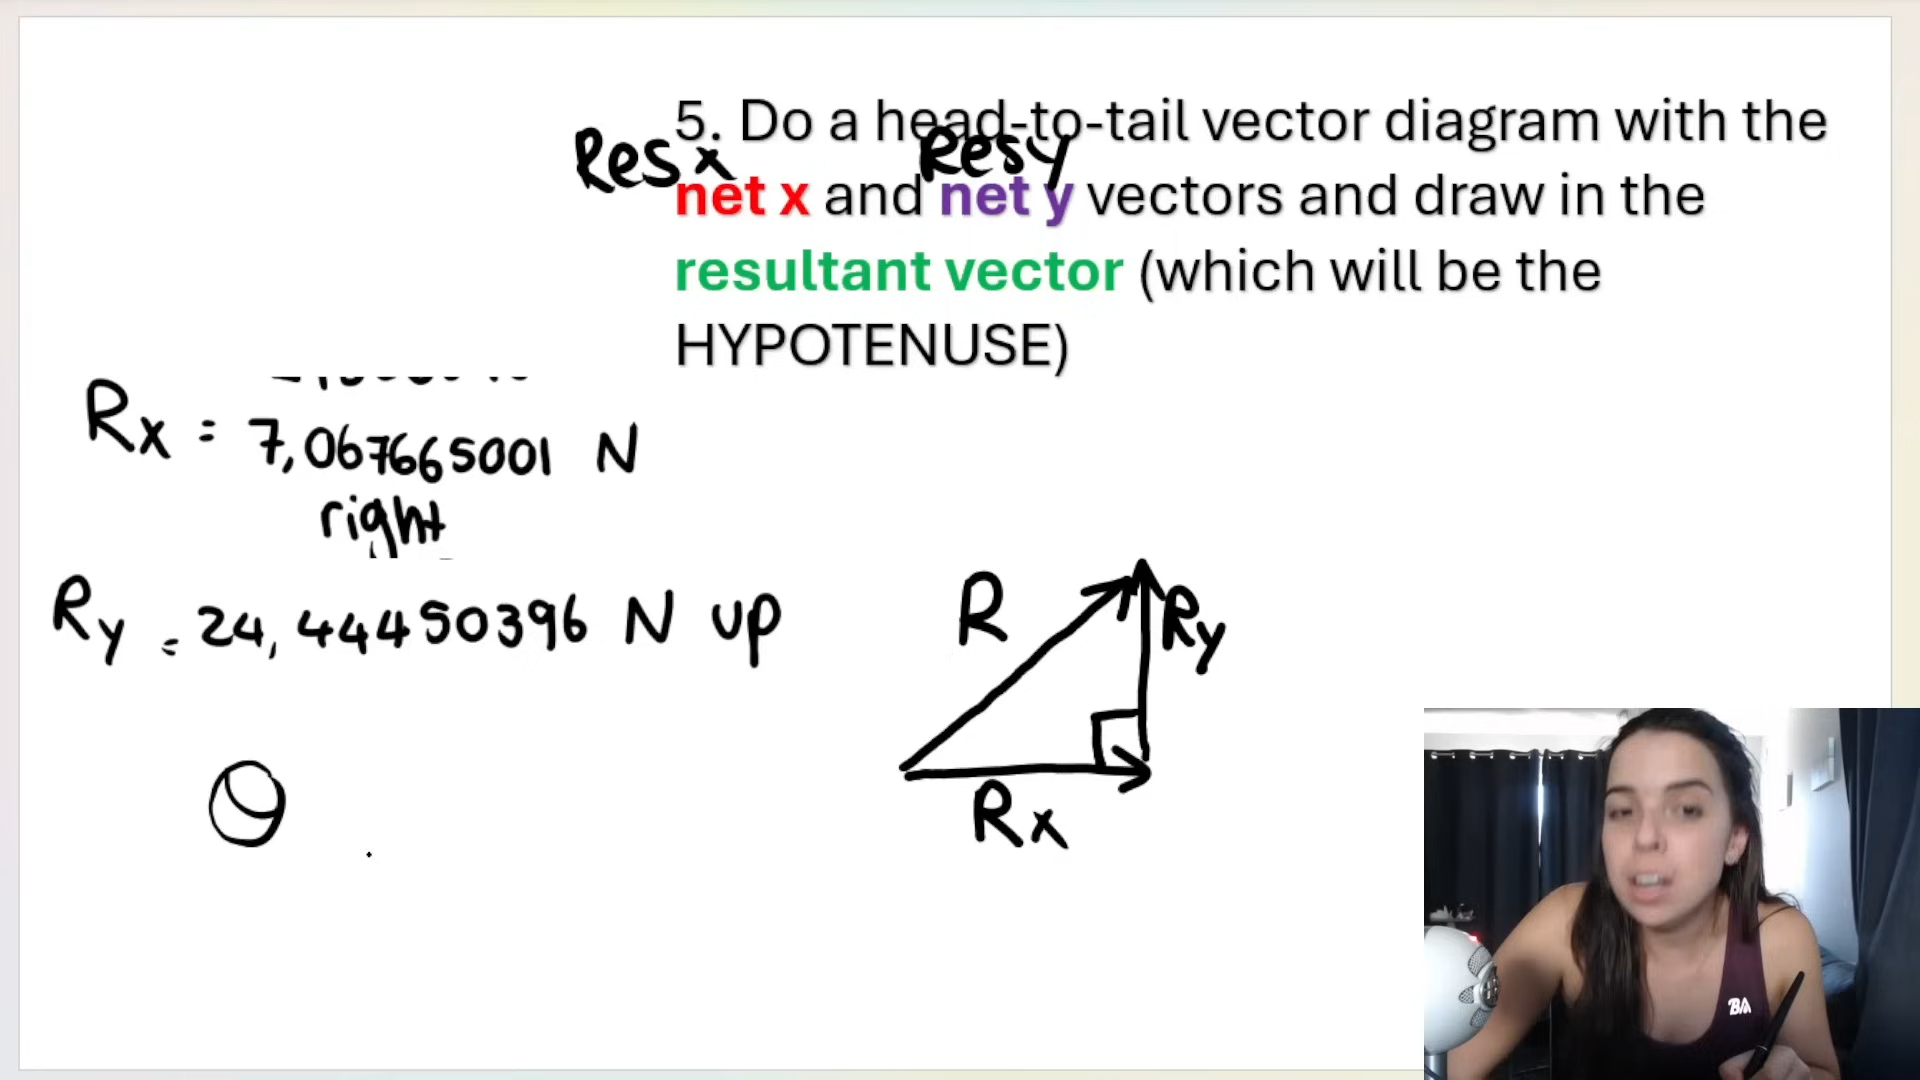 5. Do a head-to-tail vector diagram with the
Resx Resy
net x and net y vectors and draw in the
resultant vector (which will be the
HYPOTENUSE)
Rx = 7,067665001 N
right
Ry = 24,44450396 N up
R
Ry
Rx
BA